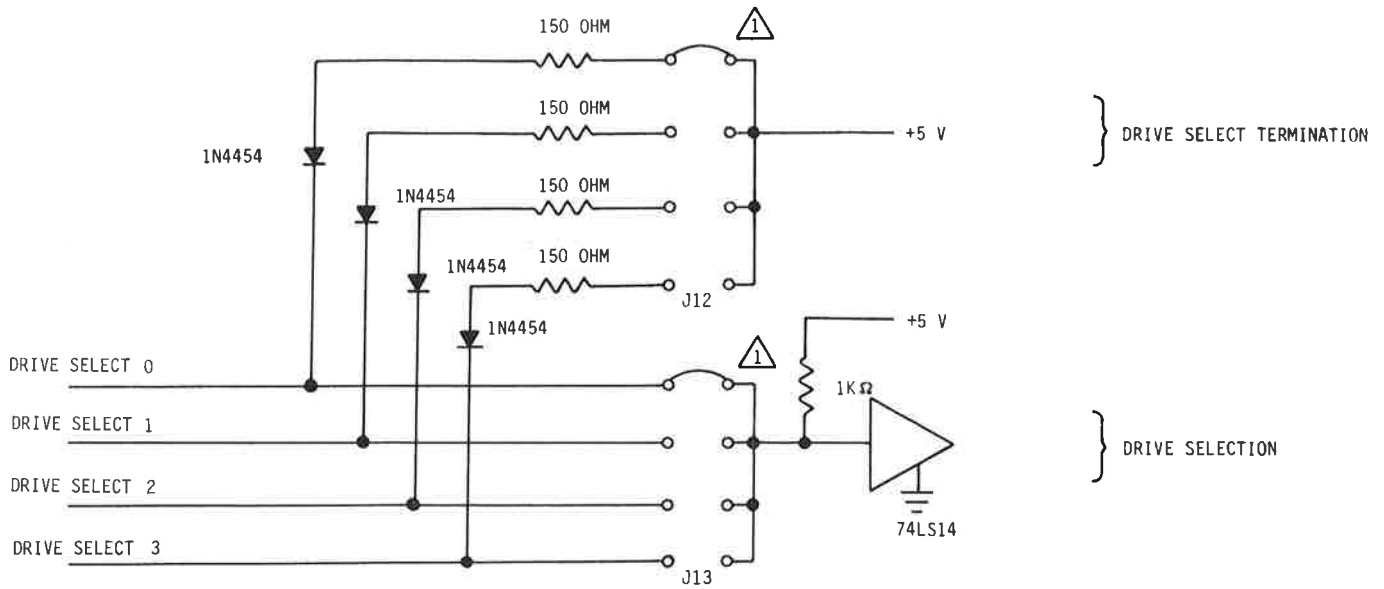 150 OHM
1
150 OHM
+5 V
DRIVE SELECT TERMINATION
1N4454
150 OHM
1N4454
150 OHM
1N4454
J12
+5 V
1N4454
1
DRIVE SELECT 0
1KΩ
DRIVE SELECT 1
DRIVE SELECTION
DRIVE SELECT 2
74LS14
DRIVE SELECT 3
J13